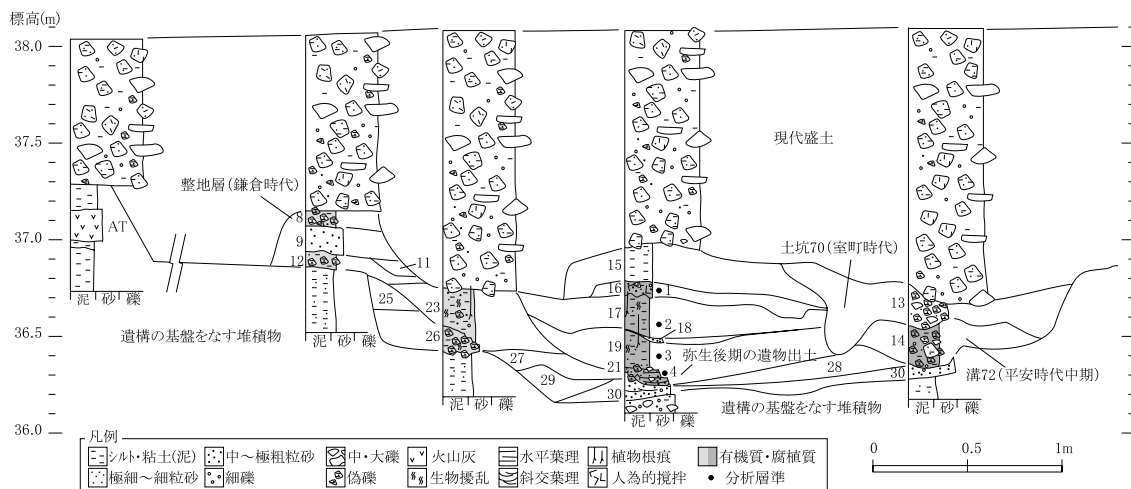 標高(m)
38.0
37.5
37.0
36.5
36.0
現代盛土
整地層(鎌倉時代)
AT
土坑70(室町時代)
8
9
12
11
15
16
1
13
23
25
17
2
18
26
19
3
弥生後期の遺物出土
14
27
21
4
28
溝72(平安時代中期)
29
30
30
泥 砂 礫
遺構の基盤をなす堆積物
泥 砂 礫
泥 砂 礫
泥 砂 礫
遺構の基盤をなす堆積物
泥 砂 礫
凡例
シルト・粘土(泥) 中~極粗粒砂 中・大礫 火山灰 水平葉理 植物根痕 有機質・腐植質
極細~細粒砂 細礫 偽礫 生物擾乱 斜交葉理 人為的撹拌 分析層準
0 0.5 1m